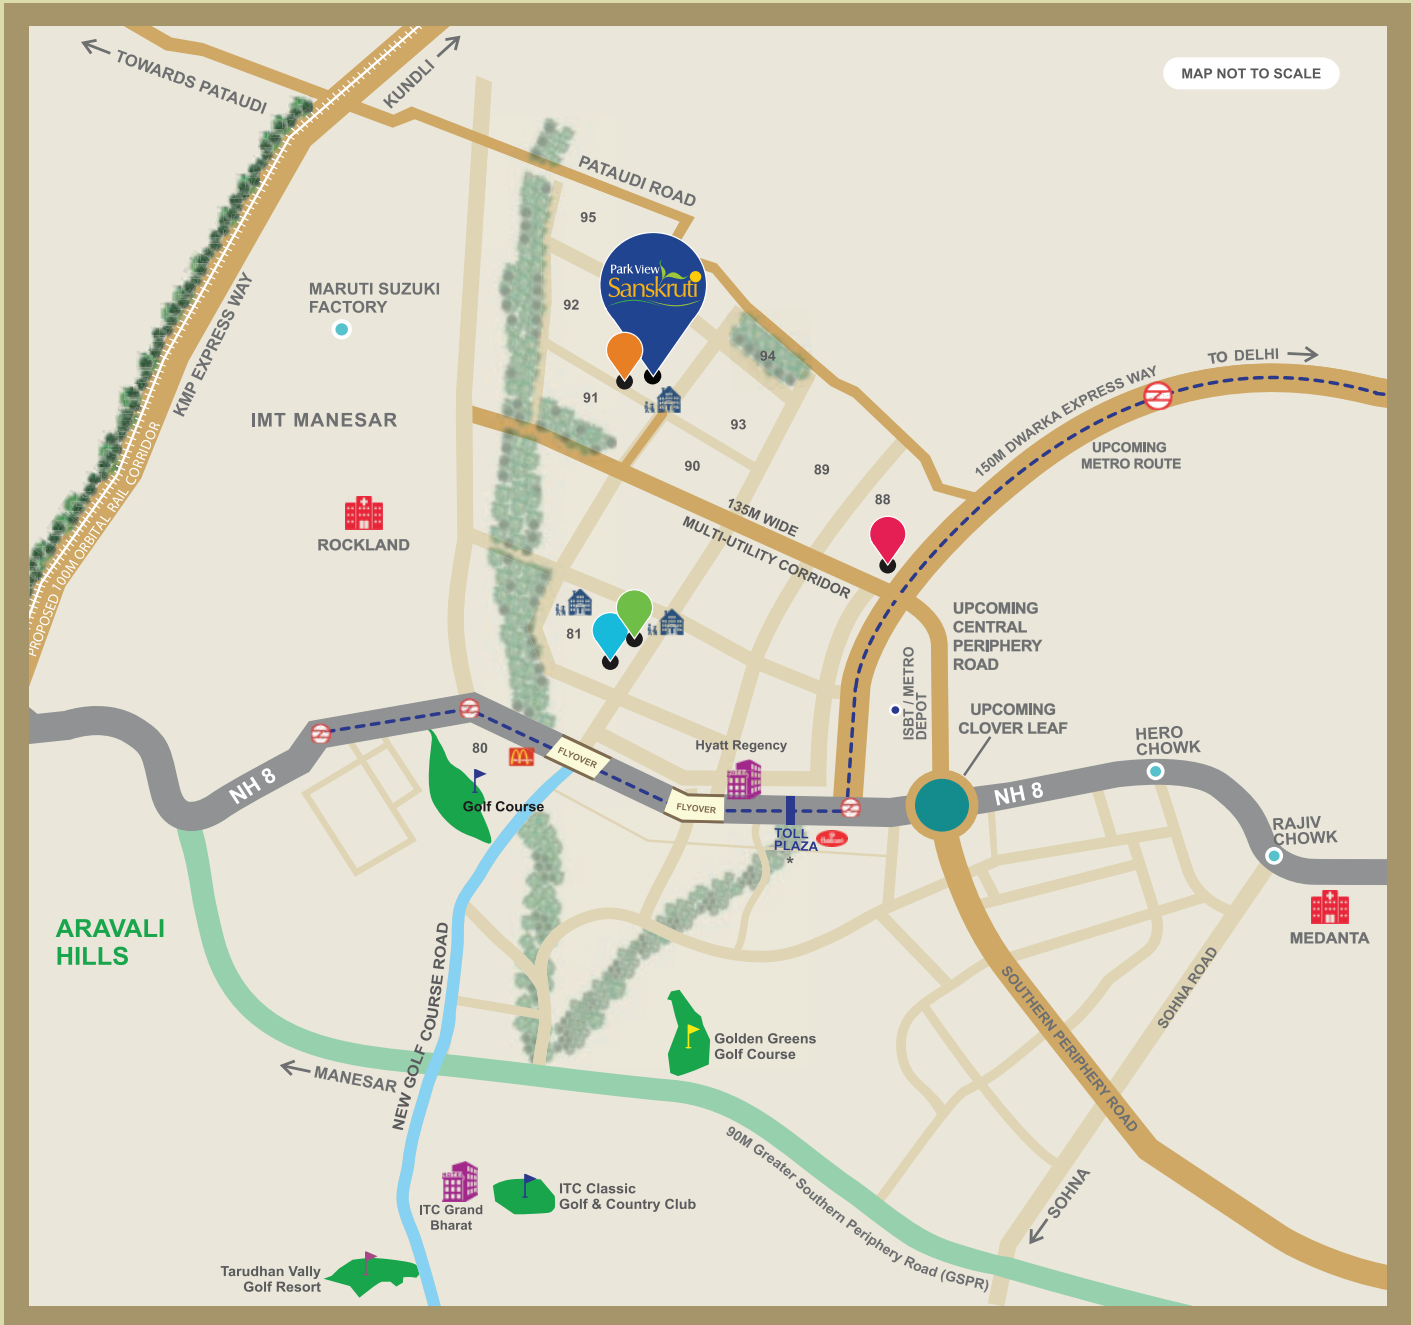 MAP NOT TO SCALE
TOWARDS PATAUDI
KUNDLI
PATAUDI ROAD
95
Park View
Sanskruti
92
94
MARUTI SUZUKI
FACTORY
KMP EXPRESS WAY
IMT MANESAR
91
93
90
89
88
TO DELHI
150M DWARKA EXPRESS WAY
UPCOMING
METRO ROUTE
135M WIDE
MULTI-UTILITY CORRIDOR
ROCKLAND
PROPOSED 100M ORBITAL RAIL CORRIDOR
81
UPCOMING
CENTRAL
PERIPHERY
ROAD
ISBT / METRO
DEPOT
UPCOMING
CLOVER LEAF
HERO
CHOWK
80
Hyatt Regency
FLYOVER
FLYOVER
NH 8
NH 8
Golf Course
TOLL
PLAZA
*
RAJIV
CHOWK
MEDANTA
ARAVALI
HILLS
NEW GOLF COURSE ROAD
SOHNA ROAD
SOUTHERN PERIPHERY ROAD
Golden Greens
Golf Course
MANESAR
90M Greater Southern Periphery Road (GSPR)
SOHNA
ITC Grand
Bharat
ITC Classic
Golf & Country Club
Tarudhan Vally
Golf Resort